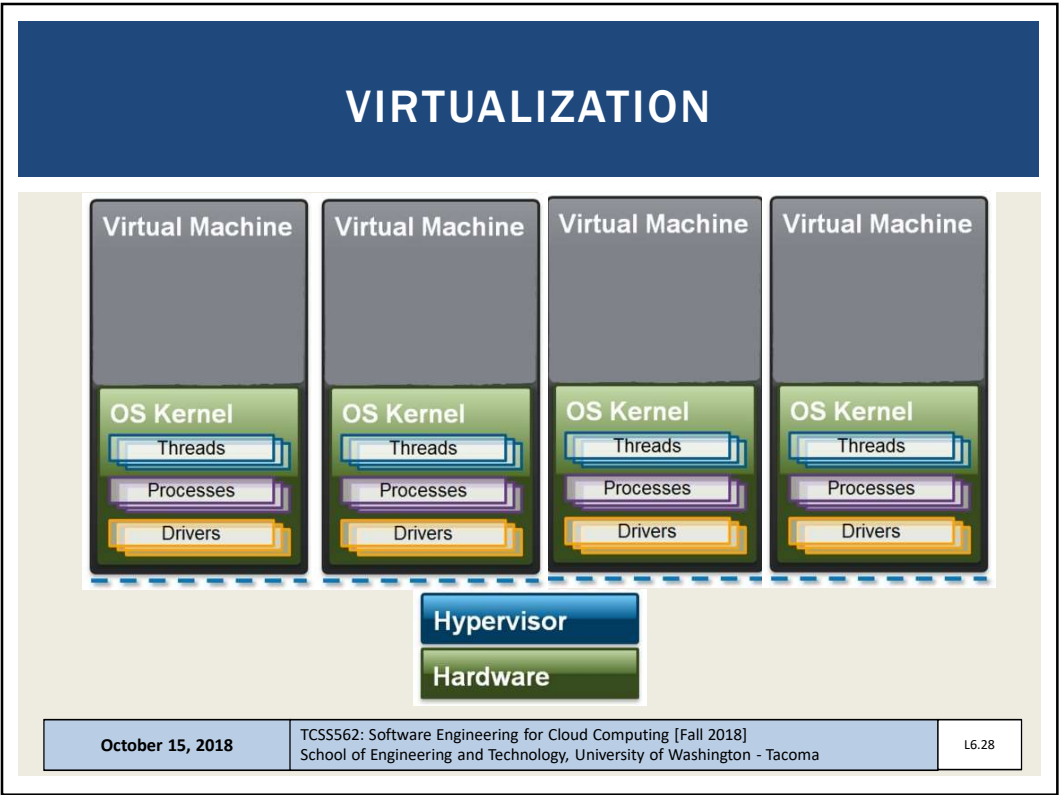 VIRTUALIZATION
Virtual Machine
OS Kernel
Threads
Processes
Drivers
Virtual Machine
OS Kernel
Threads
Processes
Drivers
Virtual Machine
OS Kernel
Threads
Processes
Drivers
Virtual Machine
OS Kernel
Threads
Processes
Drivers
Hypervisor
Hardware
October 15, 2018
TCSS562: Software Engineering for Cloud Computing [Fall 2018]
School of Engineering and Technology, University of Washington - Tacoma
L6.28